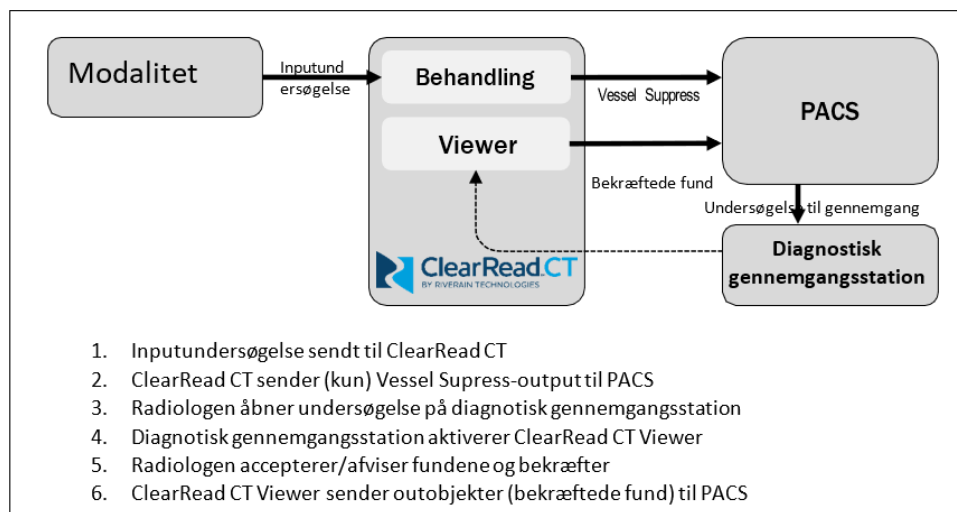 Modalitet
Inputund
ersøgelse
Behandling
Vessel Suppress
PACS
Viewer
Bekræftede fund
Undersøgelse til gennemgang
Diagnostisk
gennemgangsstation
ClearRead CT
BY RIVERAIN TECHNOLOGIES
1. Inputundersøgelse sendt til ClearRead CT
2. ClearRead CT sender (kun) Vessel Supress-output til PACS
3. Radiologen åbner undersøgelse på diagnotisk gennemgangsstation
4. Diagnotisk gennemgangsstation aktiverer ClearRead CT Viewer
5. Radiologen accepterer/afviser fundene og bekræfter
6. ClearRead CT Viewer sender outobjekter (bekræftede fund) til PACS